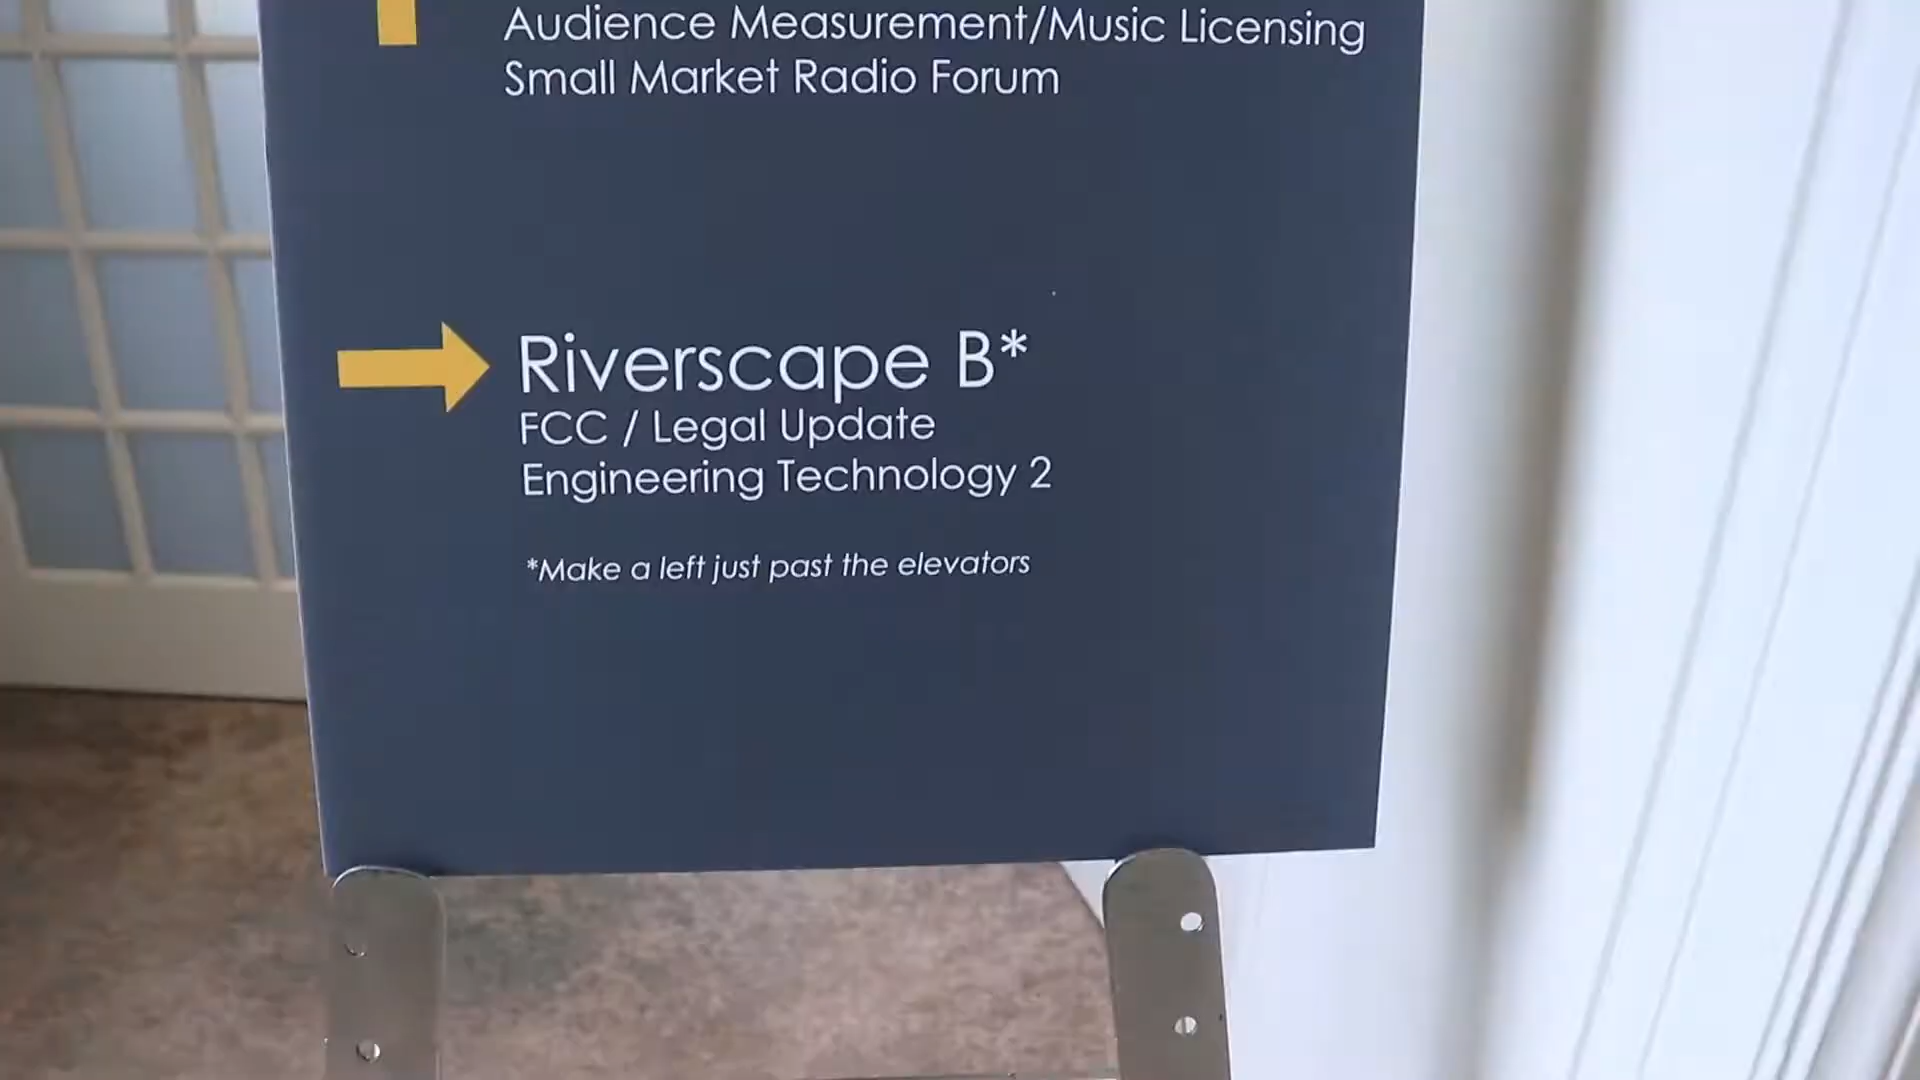 Audience Measurement/Music Licensing
Small Market Radio Forum
Riverscape B*
FCC / Legal Update
Engineering Technology 2
*Make a left just past the elevators